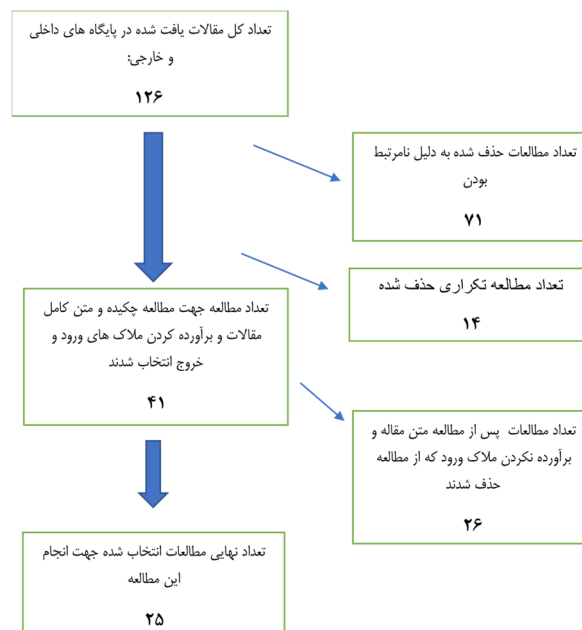 تعداد کل مقالات یافت شده در پایگاه های داخلی
و خارجی:
۱۲۶
تعداد مطالعات حذف شده به دلیل نامرتبط
بودن
۷۱
تعداد مطالعه تکراری حذف شده
۱۴
تعداد مطالعه جهت مطالعه چکیده و متن کامل
مقالات و برآورده کردن ملاک های ورود و
خروج انتخاب شدند
۴۱
تعداد مطالعات پس از مطالعه متن مقاله و
برآورده نکردن ملاک ورود که از مطالعه
حذف شدند
۲۶
تعداد نهایی مطالعات انتخاب شده جهت انجام
این مطالعه
۲۵